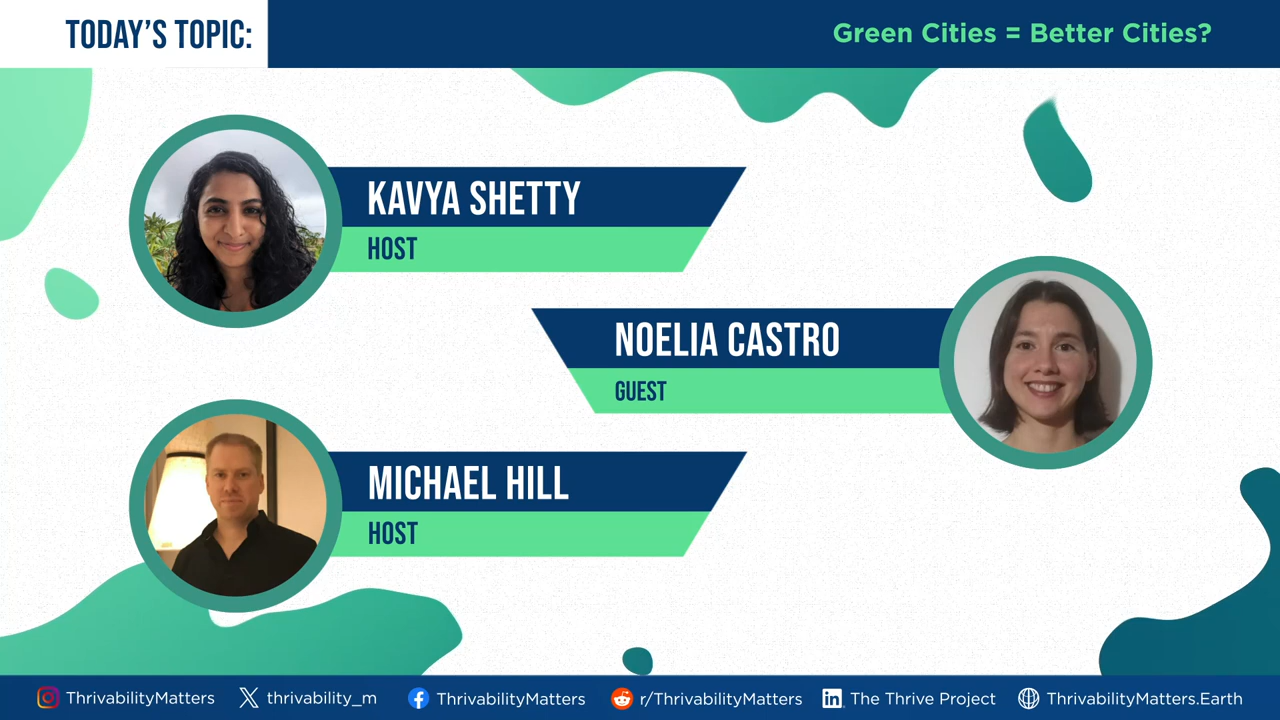 TODAY'S TOPIC:
Green Cities = Better Cities?
KAVYA SHETTY
HOST
NOELIA CASTRO
GUEST
MICHAEL HILL
HOST
ThrivabilityMatters
thrivability_m
ThrivabilityMatters
r/ThrivabilityMatters
The Thrive Project
ThrivabilityMatters.Earth